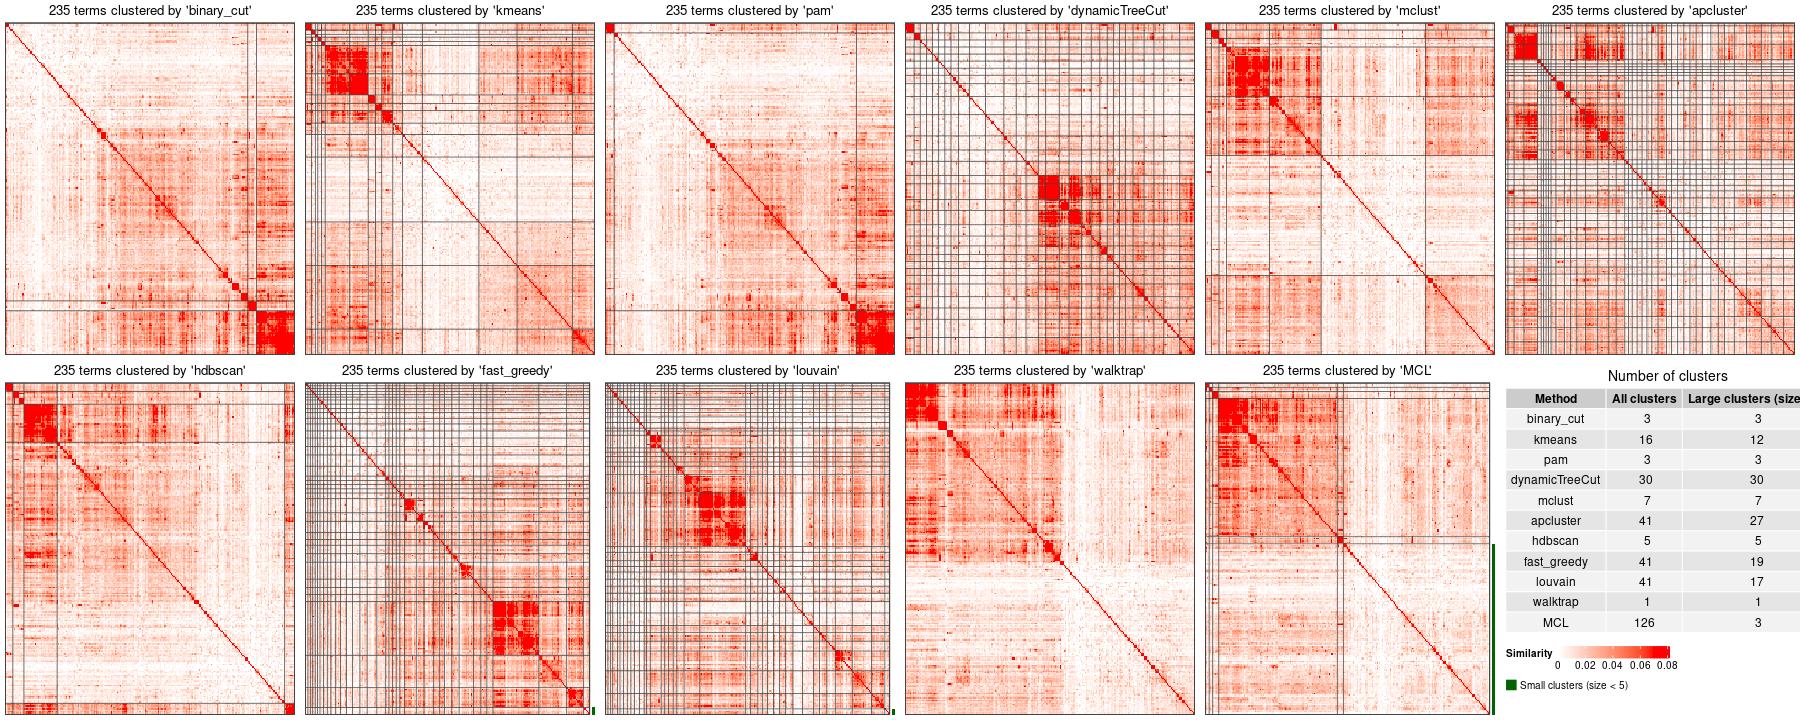 235 terms clustered by 'binary_cut'
235 terms clustered by 'kmeans'
235 terms clustered by 'pam'
235 terms clustered by 'dynamicTreeCut'
235 terms clustered by 'mclust'
235 terms clustered by 'apcluster'
235 terms clustered by 'hdbscan'
235 terms clustered by 'fast_greedy'
235 terms clustered by 'louvain'
235 terms clustered by 'walktrap'
235 terms clustered by 'MCL'
Number of clusters
Method All clusters Large clusters (size
binary_cut 3 3
kmeans 16 12
pam 3 3
dynamicTreeCut 30 30
mclust 7 7
apcluster 41 27
hdbscan 5 5
fast_greedy 41 19
louvain 41 17
walktrap 1 1
MCL 126 3
Similarity
0 0.02 0.04 0.06 0.08
Small clusters (size < 5)